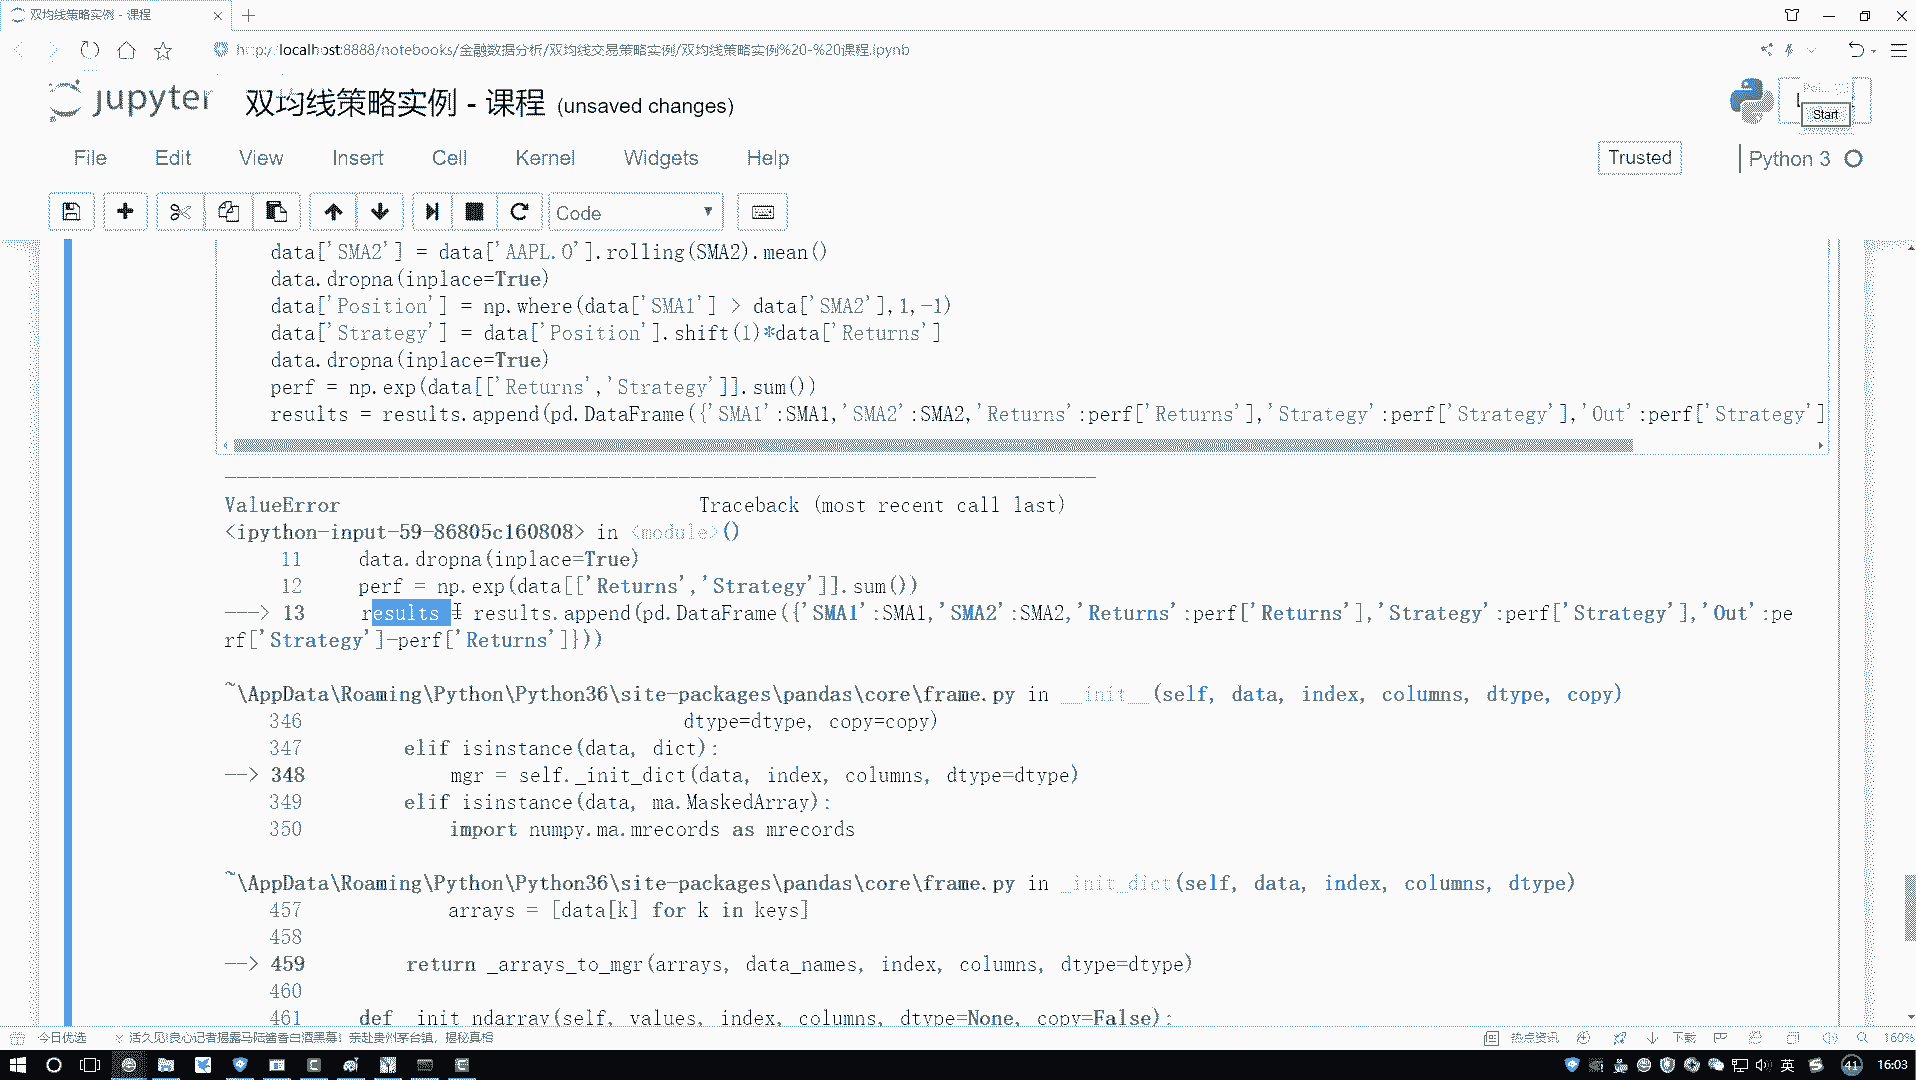 双均线策略实例 - 课程
http://localhost:8888/notebooks/金融数据分析/双均线交易策略实例/双均线策略实例%20-%20课程.ipynb
jupyter 双均线策略实例 - 课程 (unsaved changes)
Start
File Edit View Insert Cell Kernel Widgets Help
Trusted Python 3
Code
data['SMA2'] = data['AAPL.O'].rolling(SMA2).mean()
data.dropna(inplace=True)
data['Position'] = np.where(data['SMA1'] > data['SMA2'],1,-1)
data['Strategy'] = data['Position'].shift(1)*data['Returns']
data.dropna(inplace=True)
perf = np.exp(data[['Returns','Strategy']].sum())
results = results.append(pd.DataFrame({'SMA1':SMA1,'SMA2':SMA2,'Returns':perf['Returns'],'Strategy':perf['Strategy'],'Out':perf['Strategy']
---------------------------------------------------------------------------
ValueError Traceback (most recent call last)
<ipython-input-59-86805c160808> in <module>()
11 data.dropna(inplace=True)
12 perf = np.exp(data[['Returns','Strategy']].sum())
---> 13 results = results.append(pd.DataFrame({'SMA1':SMA1,'SMA2':SMA2,'Returns':perf['Returns'],'Strategy':perf['Strategy'],'Out':pe
rf['Strategy']-perf['Returns']}))
~\AppData\Roaming\Python\Python36\site-packages\pandas\core\frame.py in __init__(self, data, index, columns, dtype, copy)
346 dtype=dtype, copy=copy)
347 elif isinstance(data, dict):
--> 348 mgr = self._init_dict(data, index, columns, dtype=dtype)
349 elif isinstance(data, ma.MaskedArray):
350 import numpy.ma.mrecords as mrecords
~\AppData\Roaming\Python\Python36\site-packages\pandas\core\frame.py in _init_dict(self, data, index, columns, dtype)
457 arrays = [data[k] for k in keys]
458
--> 459 return _arrays_to_mgr(arrays, data_names, index, columns, dtype=dtype)
460
461 def _init_ndarray(self, values, index, columns, dtype=None, copy=False):
今日优选 活久见!良心记者揭露马陆酱香白酒黑幕! 亲赴贵州茅台镇，揭秘真相 热点资讯 下载 160%
英 41 16:03